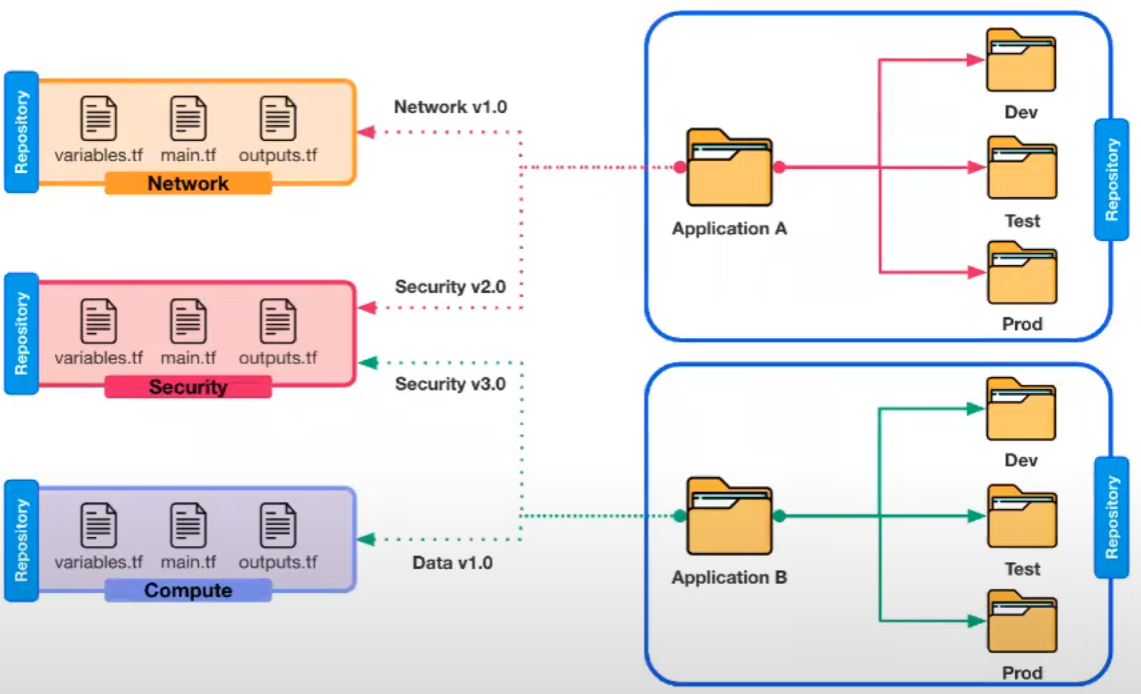 Repository
variables.tf main.tf outputs.tf
Network
Network v1.0
Repository
variables.tf main.tf outputs.tf
Security
Security v2.0
Security v3.0
Repository
variables.tf main.tf outputs.tf
Compute
Data v1.0
Application A
Dev
Test
Prod
Repository
Application B
Dev
Test
Prod
Repository